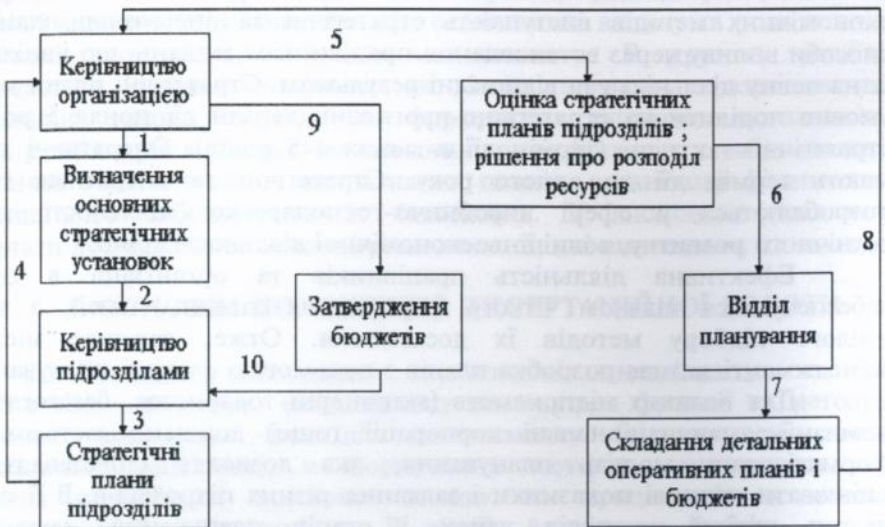 5
Керівництво
організацією
1
9
Оцінка стратегічних
планів підрозділів ;
рішення про розподіл
ресурсів
6
8
Визначення
основних
стратегічних
установок
4
2
Затвердження
бюджетів
Відділ
планування
Керівництво
підрозділами
10
7
3
Стратегічні
плани
підрозділів
Складання детальних
оперативних планів і
бюджетів